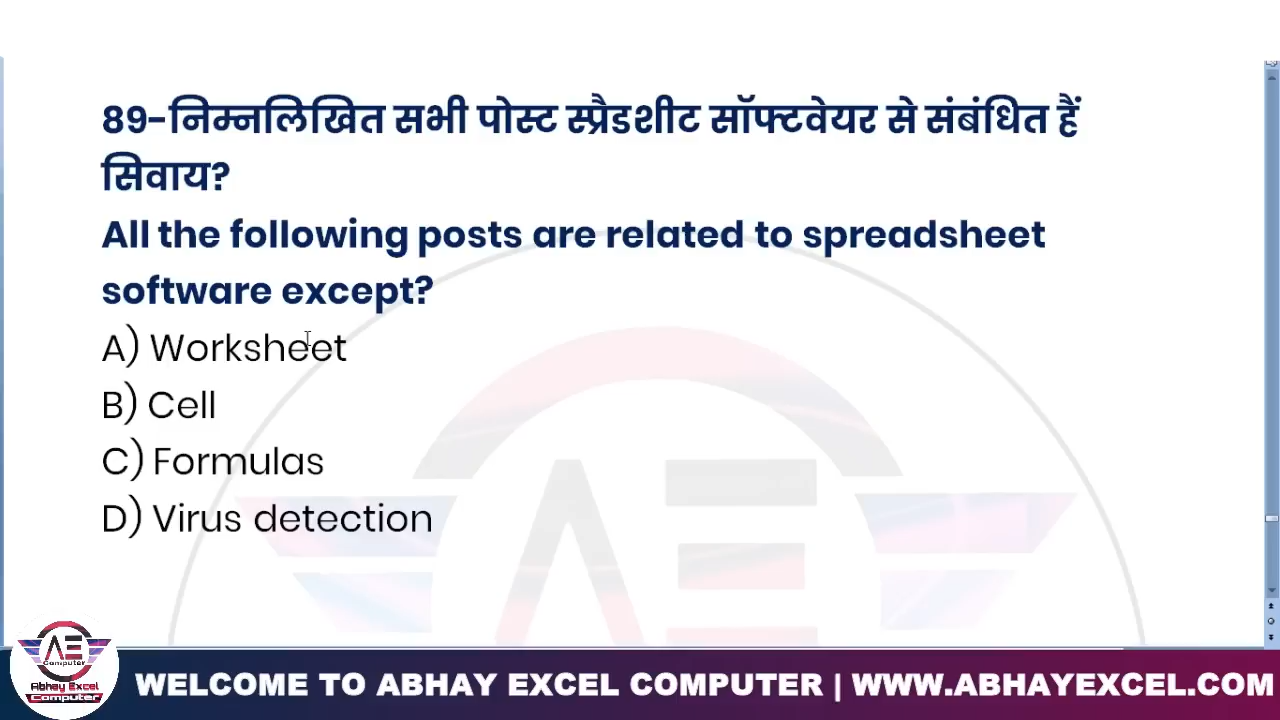 89-निम्नलिखित सभी पोस्ट स्प्रैडशीट सॉफ्टवेयर से संबंधित हैं
सिवाय?
All the following posts are related to spreadsheet
software except?
A) Worksheet
B) Cell
C) Formulas
D) Virus detection
AE
AE
Computer
Abhay Excel
Computer
WELCOME TO ABHAY EXCEL COMPUTER | WWW.ABHAYEXCEL.COM